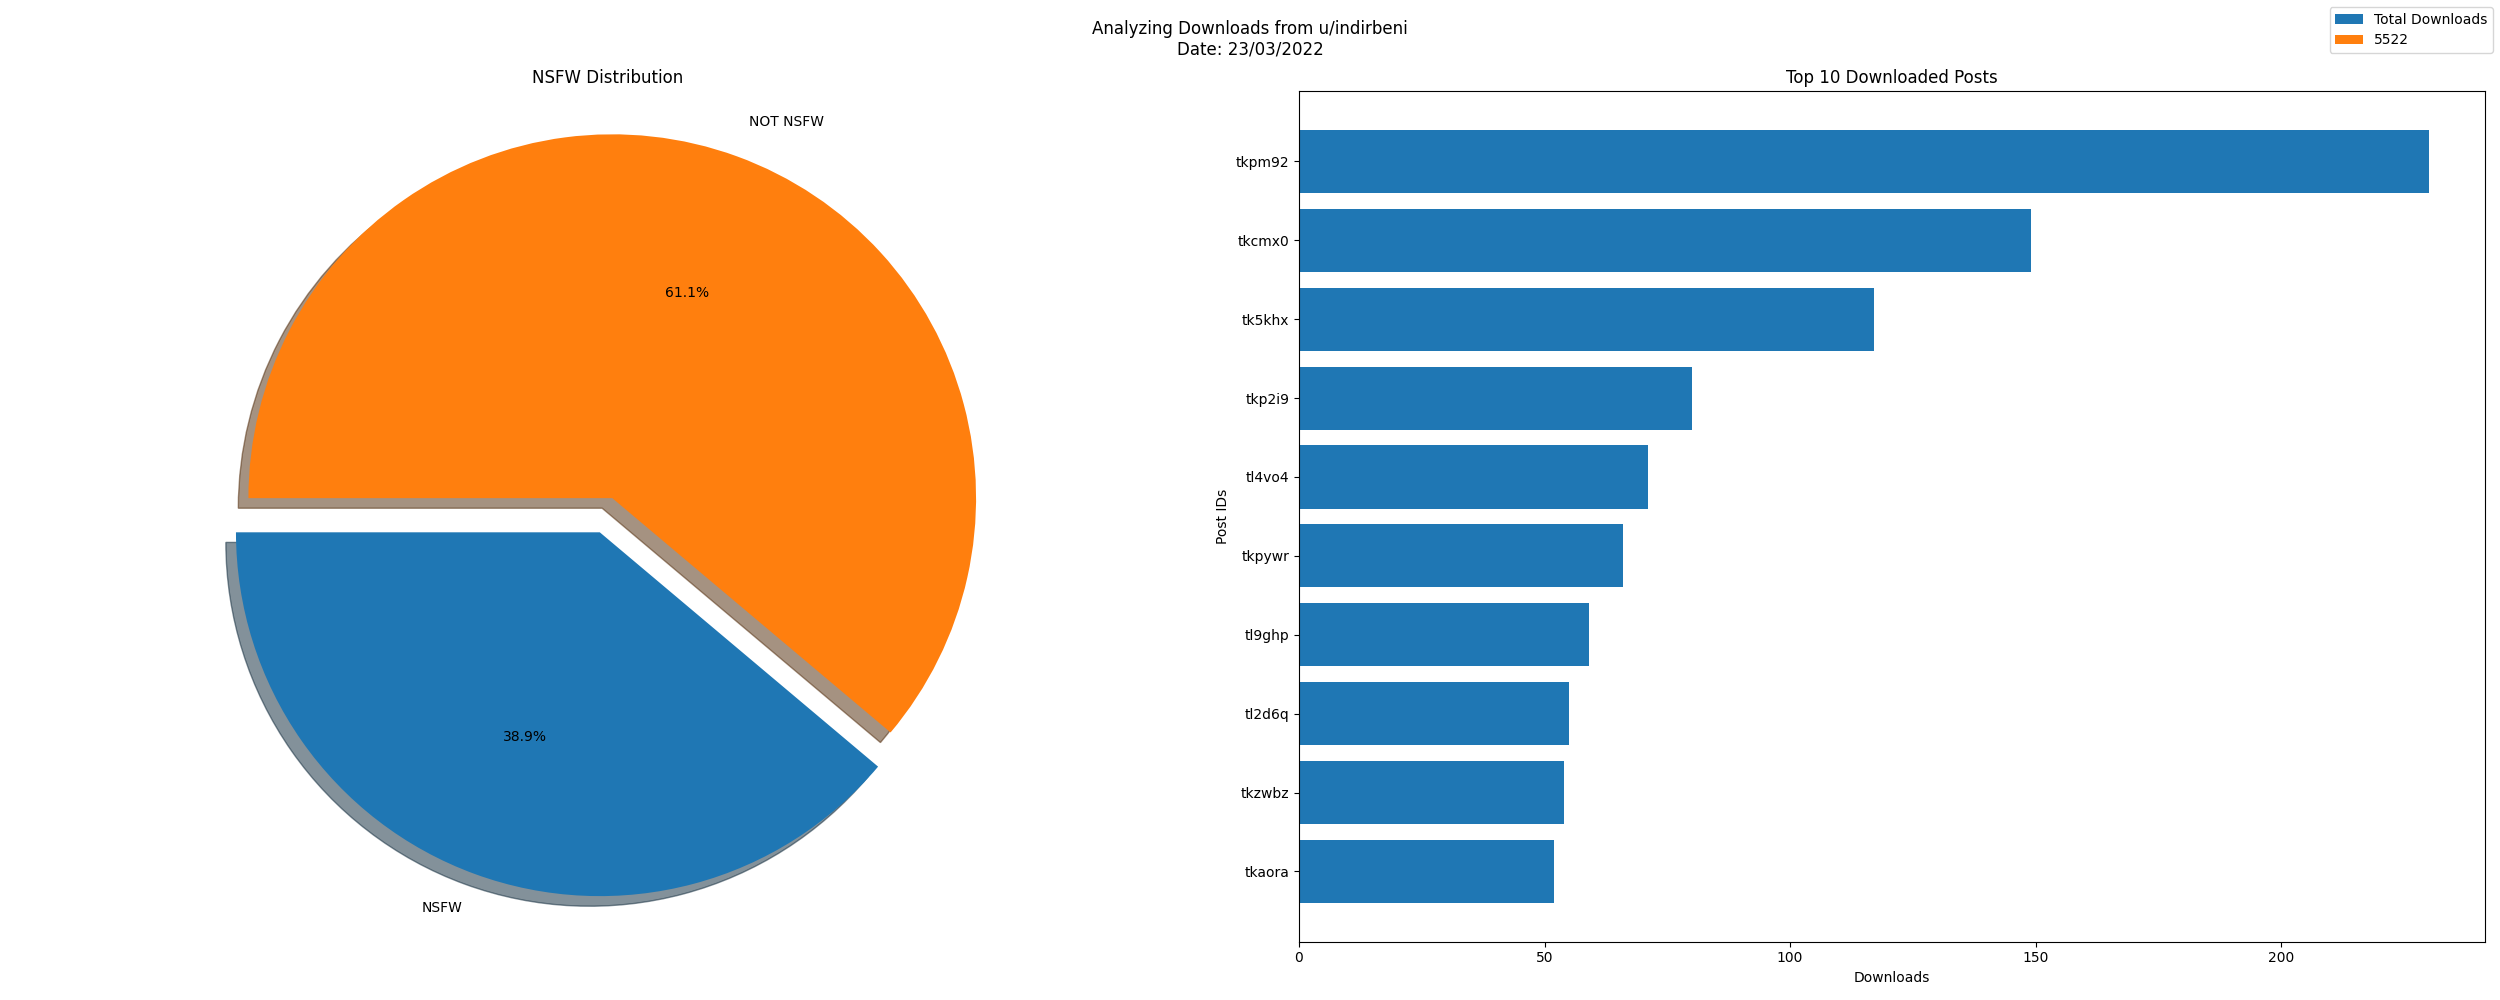 Analyzing Downloads from u/indirbeni
Date: 23/03/2022
Total Downloads
5522
NSFW Distribution
NOT NSFW
61.1%
38.9%
NSFW
Top 10 Downloaded Posts
Post IDs
tkpm92
tkcmx0
tk5khx
tkp2i9
tl4vo4
tkpywr
tl9ghp
tl2d6q
tkzwbz
tkaora
0 50 100 150 200
Downloads